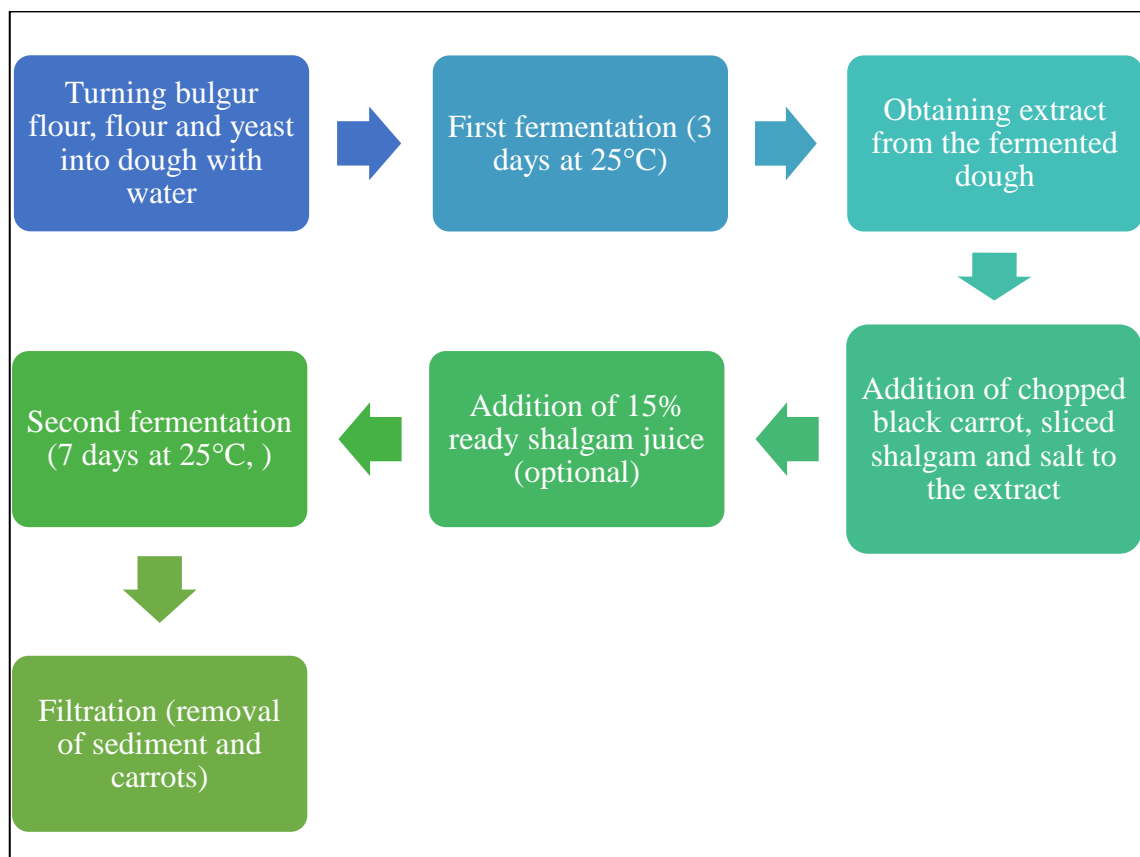 Turning bulgur
flour, flour and yeast
into dough with
water
First fermentation (3
days at 25°C)
Obtaining extract
from the fermented
dough
Addition of chopped
black carrot, sliced
shalgam and salt to
the extract
Addition of 15%
ready shalgam juice
(optional)
Second fermentation
(7 days at 25°C, )
Filtration (removal
of sediment and
carrots)